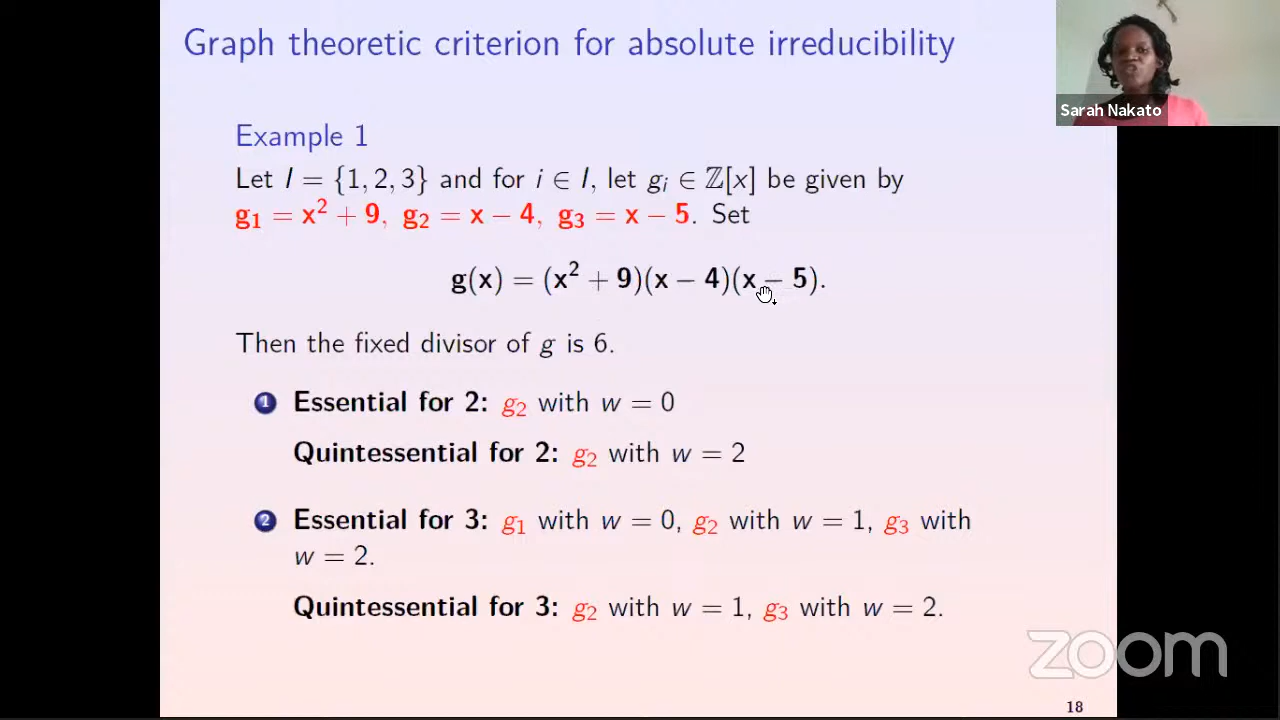 Graph theoretic criterion for absolute irreducibility
Sarah Nakato
Example 1
Let I = {1, 2, 3} and for i ∈ I, let gᵢ ∈ ℤ[x] be given by
g₁ = x² + 9, g₂ = x − 4, g₃ = x − 5. Set
g(x) = (x² + 9)(x − 4)(x − 5).
Then the fixed divisor of g is 6.
1 Essential for 2: g₂ with w = 0
Quintessential for 2: g₂ with w = 2
2 Essential for 3: g₁ with w = 0, g₂ with w = 1, g₃ with
w = 2.
Quintessential for 3: g₂ with w = 1, g₃ with w = 2.
zoom
18